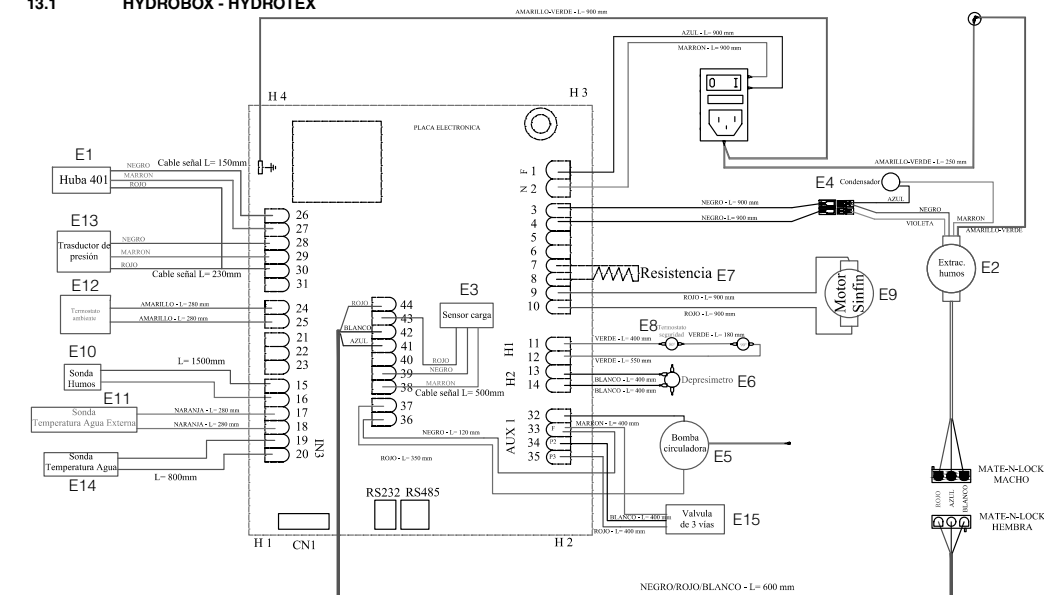 13.1 HYDROBOX - HYDROTEX
AMARILLO-VERDE - L= 900 mm
AZUL - L= 900 mm
MARRON - L= 900 mm
O I
H 4
H 3
PLACA ELECTRONICA
AMARILLO-VERDE - L= 250 mm
E1
Huba 401
NEGRO
MARRON
ROJO
Cable señal L= 150mm
F 1
N 2
E4
Condensador
AZUL
NEGRO
VIOLETA
MARRON
AMARILLO-VERDE
NEGRO - L= 900 mm
NEGRO - L= 900 mm
3
4
5
6
7
8
9
10
26
27
28
29
30
31
E13
Trasductor de
presión
NEGRO
MARRON
ROJO
Cable señal L= 230mm
Extrac.
humos
E2
Resistencia E7
ROJO - L= 900 mm
ROJO - L= 900 mm
Motor
Sinfin
E9
E12
Termostato
ambiente
AMARILLO - L= 280 mm
AMARILLO - L= 280 mm
24
25
21
22
23
ROJO
BLANCO
AZUL
44
43
42
41
40
39
38
E3
Sensor carga
ROJO
NEGRO
MARRON
Cable señal L= 500mm
37
36
E8
Termostato
seguridad
VERDE - L= 400 mm
VERDE - L= 180 mm
VERDE - L= 550 mm
H1
11
12
H2
13
14
BLANCO - L= 400 mm
BLANCO - L= 400 mm
Depresimetro E6
E10
Sonda
Humos
L= 1500mm
15
16
17
18
19
20
IN3
E11
Sonda
Temperatura Agua Externa
NARANJA - L= 280 mm
NARANJA - L= 280 mm
Sonda
Temperatura Agua
E14
L= 800mm
NEGRO - L= 120 mm
ROJO - L= 350 mm
AUX 1
32
33
34
35
F
P2
P3
MARRON - L= 400 mm
Bomba
circuladora
E5
BLANCO - L= 400 mm
ROJO - L= 400 mm
Valvula
de 3 vias
E15
RS232 RS485
H 1
CN1
H 2
MATE-N-LOCK
MACHO
ROJO
AZUL
BLANCO
MATE-N-LOCK
HEMBRA
NEGRO/ROJO/BLANCO - L= 600 mm